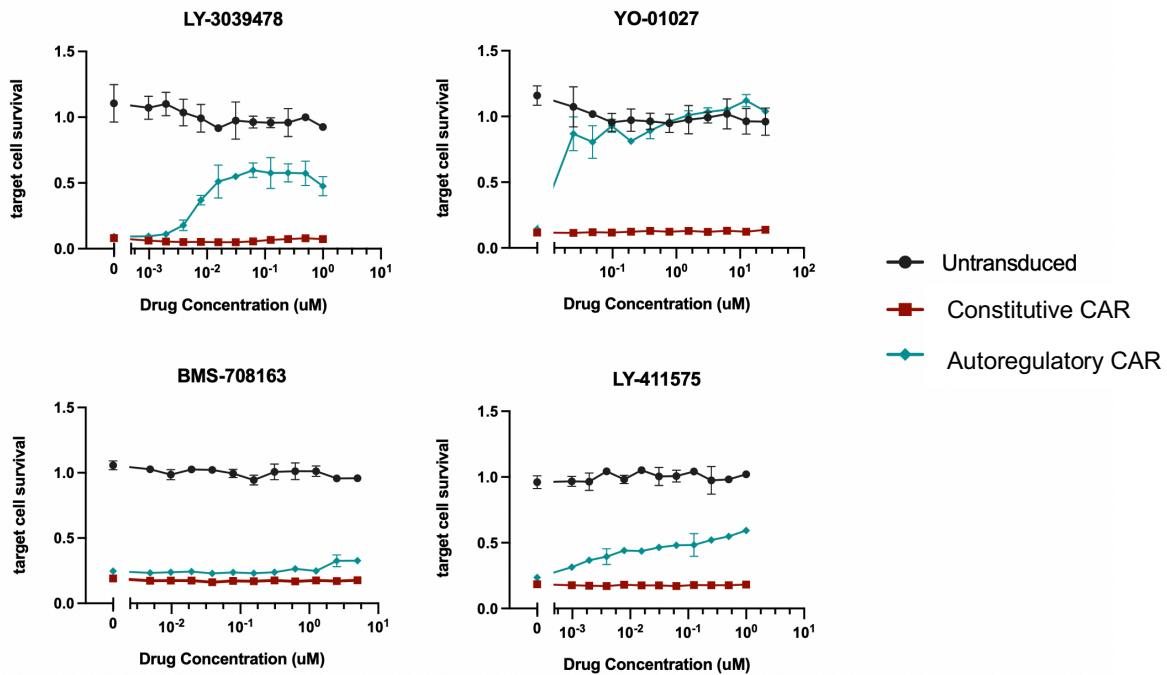 LY-3039478
1.5
1.0
0.5
0.0
target cell survival
0 10-3 10-2 10-1 100 101
Drug Concentration (uM)
YO-01027
1.5
1.0
0.5
0.0
target cell survival
0 10-1 100 101 102
Drug Concentration (uM)
Untransduced
Constitutive CAR
Autoregulatory CAR
BMS-708163
1.5
1.0
0.5
0.0
target cell survival
0 10-2 10-1 100 101
Drug Concentration (uM)
LY-411575
1.5
1.0
0.5
0.0
target cell survival
0 10-3 10-2 10-1 100 101
Drug Concentration (uM)